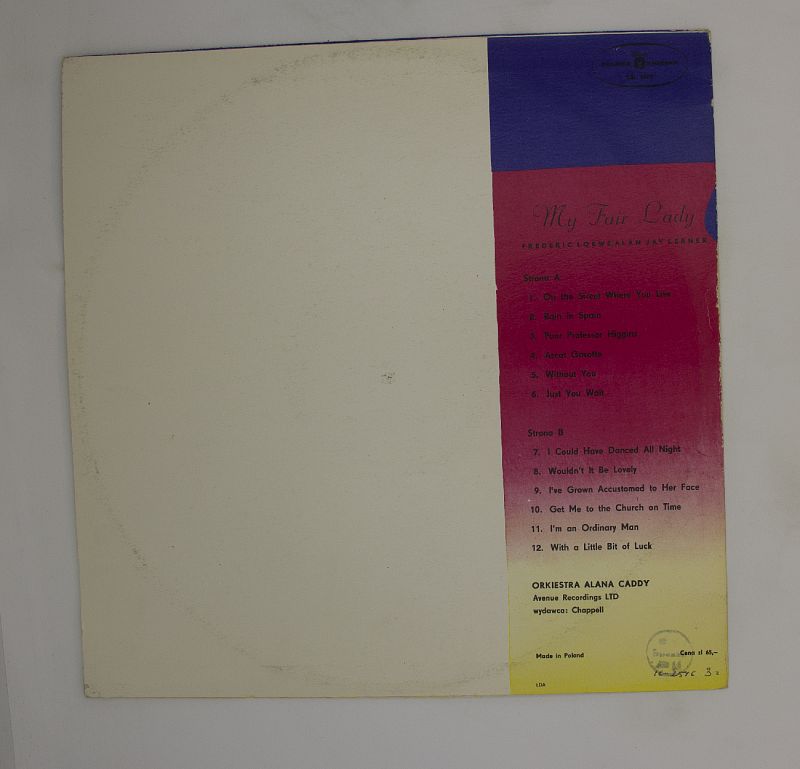 My Fair Lady
FREDERIC LOEWE ALAN JAY LERNER
Strona A
1. On the Street Where You Live
2. Rain in Spain
3. Poor Professor Higgins
4. Ascot Gavotte
5. Without You
6. Just You Wait
Strona B
7. I Could Have Danced All Night
8. Wouldn't It Be Lovely
9. I've Grown Accustomed to Her Face
10. Get Me to the Church on Time
11. I'm an Ordinary Man
12. With a Little Bit of Luck
ORKIESTRA ALANA CADDY
Avenue Recordings LTD
wydawca: Chappell
Made in Poland
Cena zł 65,–
LDA